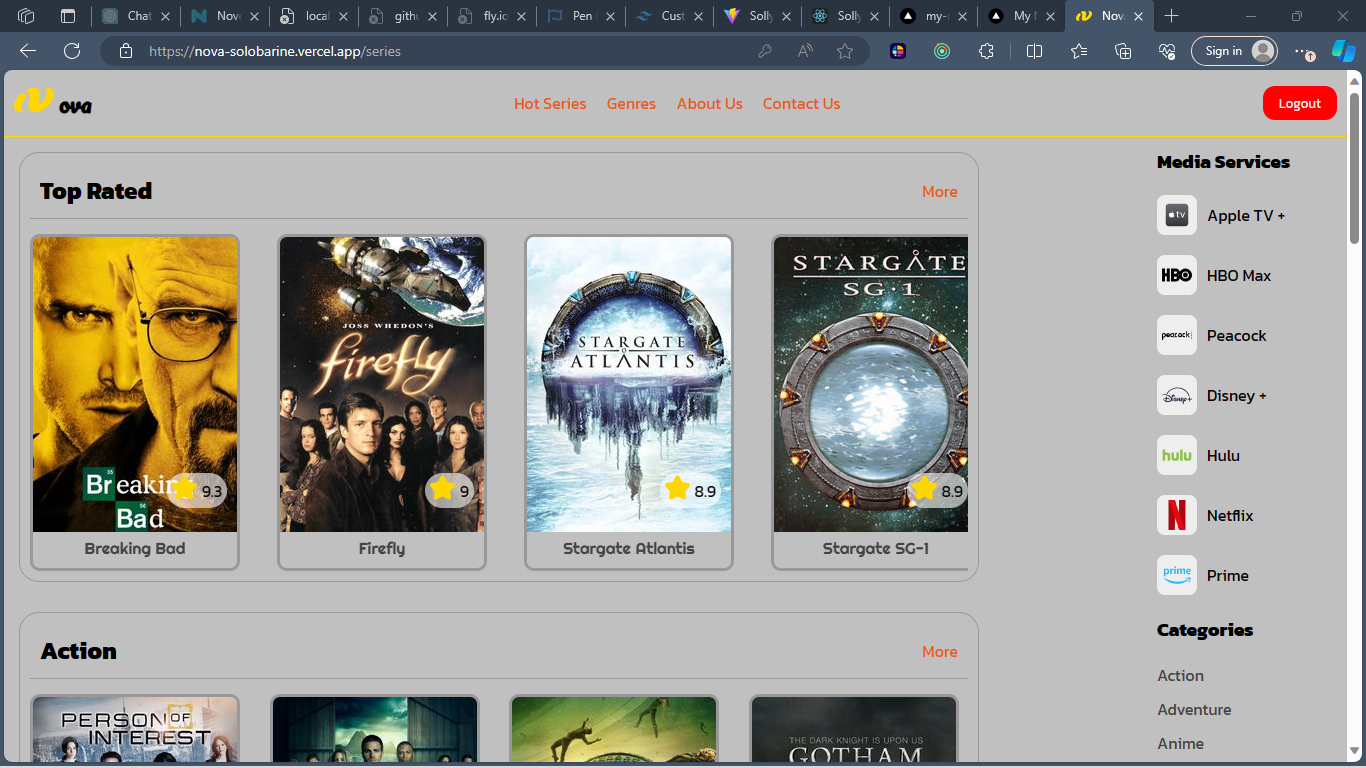 Chat
Nove
local
githu
fly.io
Pen
Cust
Solly
Solly
my-
My
Nov
https://nova-solobarine.vercel.app/series
Sign in
ova
Hot Series
Genres
About Us
Contact Us
Logout
Top Rated
More
Breaking
Bad
9.3
Breaking Bad
JOSS WHEDON'S
firefly
9
Firefly
STARGATE
ATLANTIS
8.9
Stargate Atlantis
STARGATE
SG·1
8.9
Stargate SG-1
Action
More
PERSON OF
INTEREST
THE DARK KNIGHT IS UPON US
GOTHAM
Media Services
tv
Apple TV +
HBO
HBO Max
peacock
Peacock
Disney+
Disney +
hulu
Hulu
N
Netflix
prime
Prime
Categories
Action
Adventure
Anime